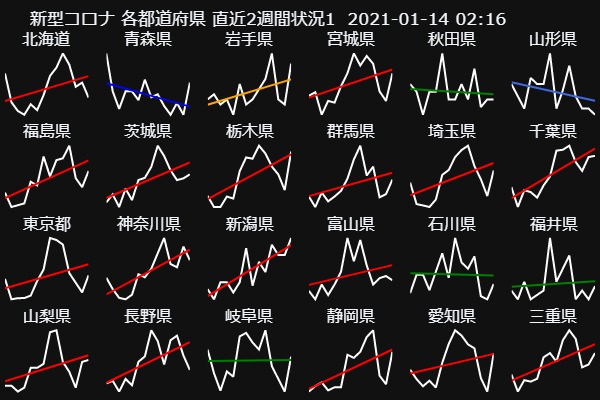 新型コロナ 各都道府県 直近2週間状況1 2021-01-14 02:16
北海道 青森県 岩手県 宮城県 秋田県 山形県
福島県 茨城県 栃木県 群馬県 埼玉県 千葉県
東京都 神奈川県 新潟県 富山県 石川県 福井県
山梨県 長野県 岐阜県 静岡県 愛知県 三重県